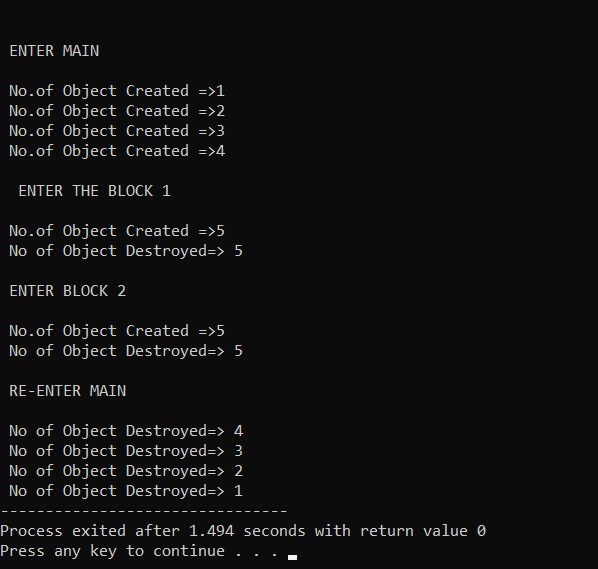 ENTER MAIN
No.of Object Created =>1
No.of Object Created =>2
No.of Object Created =>3
No.of Object Created =>4
ENTER THE BLOCK 1
No.of Object Created =>5
No of Object Destroyed=> 5
ENTER BLOCK 2
No.of Object Created =>5
No of Object Destroyed=> 5
RE-ENTER MAIN
No of Object Destroyed=> 4
No of Object Destroyed=> 3
No of Object Destroyed=> 2
No of Object Destroyed=> 1
--------------------------------
Process exited after 1.494 seconds with return value 0
Press any key to continue . . .